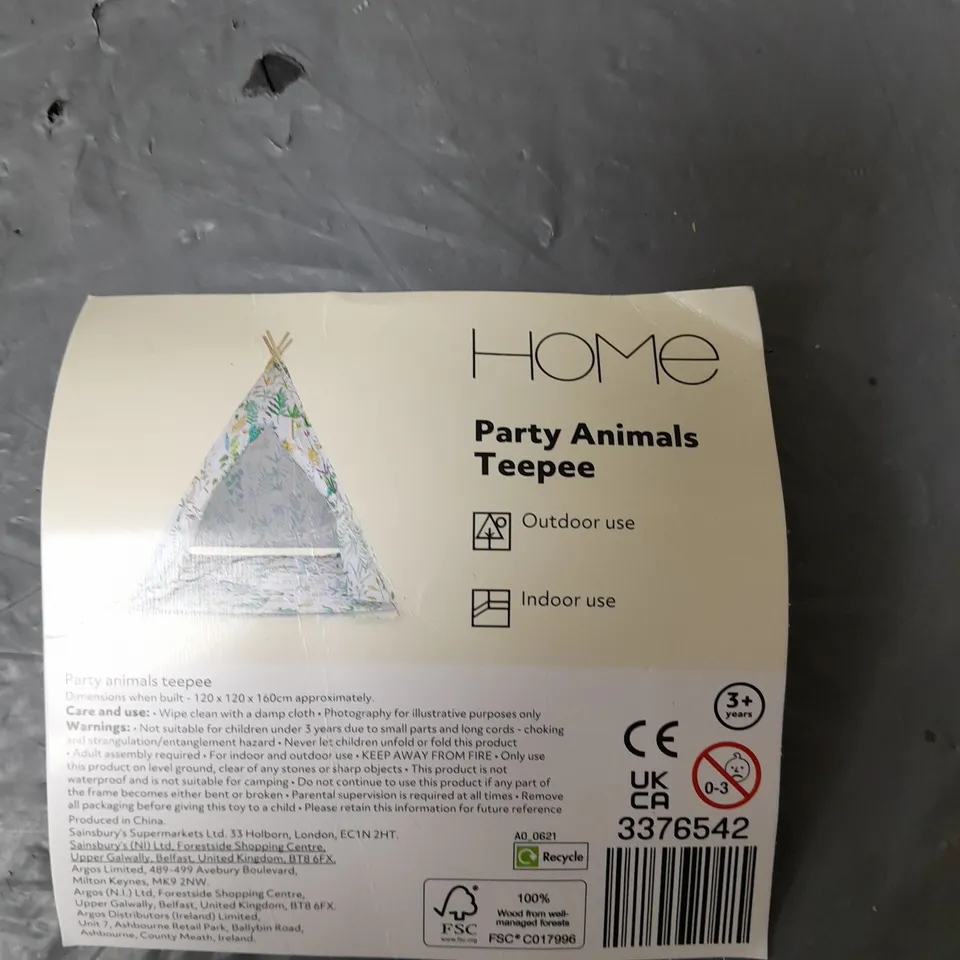 HOME
Party Animals
Teepee
Outdoor use
Indoor use
Party animals teepee
Dimensions when built - 120 x 120 x 160cm approximately.
Care and use: • Wipe clean with a damp cloth • Photography for illustrative purposes only
Warnings: • Not suitable for children under 3 years due to small parts and long cords - choking
and strangulation/entanglement hazard • Never let children unfold or fold this product
• Adult assembly required • For indoor and outdoor use • KEEP AWAY FROM FIRE • Only use
this product on level ground, clear of any stones or sharp objects • This product is not
waterproof and is not suitable for camping • Do not continue to use this product if any part of
the frame becomes either bent or broken • Parental supervision is required at all times • Remove
all packaging before giving this toy to a child • Please retain this information for future reference
Produced in China.
Sainsbury's Supermarkets Ltd. 33 Holborn, London, EC1N 2HT.
Sainsbury's (NI) Ltd, Forestside Shopping Centre,
Upper Galwally, Belfast, United Kingdom, BT8 6FX.
Argos Limited, 489-499 Avebury Boulevard,
Milton Keynes, MK9 2NW.
Argos (N.I.) Ltd, Forestside Shopping Centre,
Upper Galwally, Belfast, United Kingdom, BT8 6FX.
Argos Distributors (Ireland) Limited,
Unit 7, Ashbourne Retail Park, Ballybin Road,
Ashbourne, County Meath, Ireland.
3+
years
CE
UK
CA
0-3
3376542
A0_0621
Recycle
FSC
www.fsc.org
100%
Wood from well-
managed forests
FSC® C017996